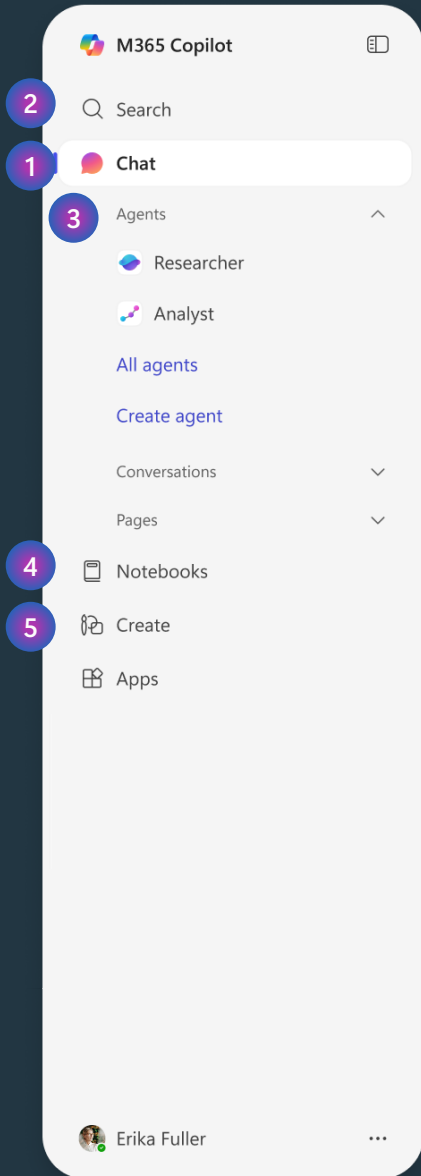 M365 Copilot
2 Search
1 Chat
3 Agents
Researcher
Analyst
All agents
Create agent
Conversations
Pages
4 Notebooks
5 Create
Apps
Erika Fuller